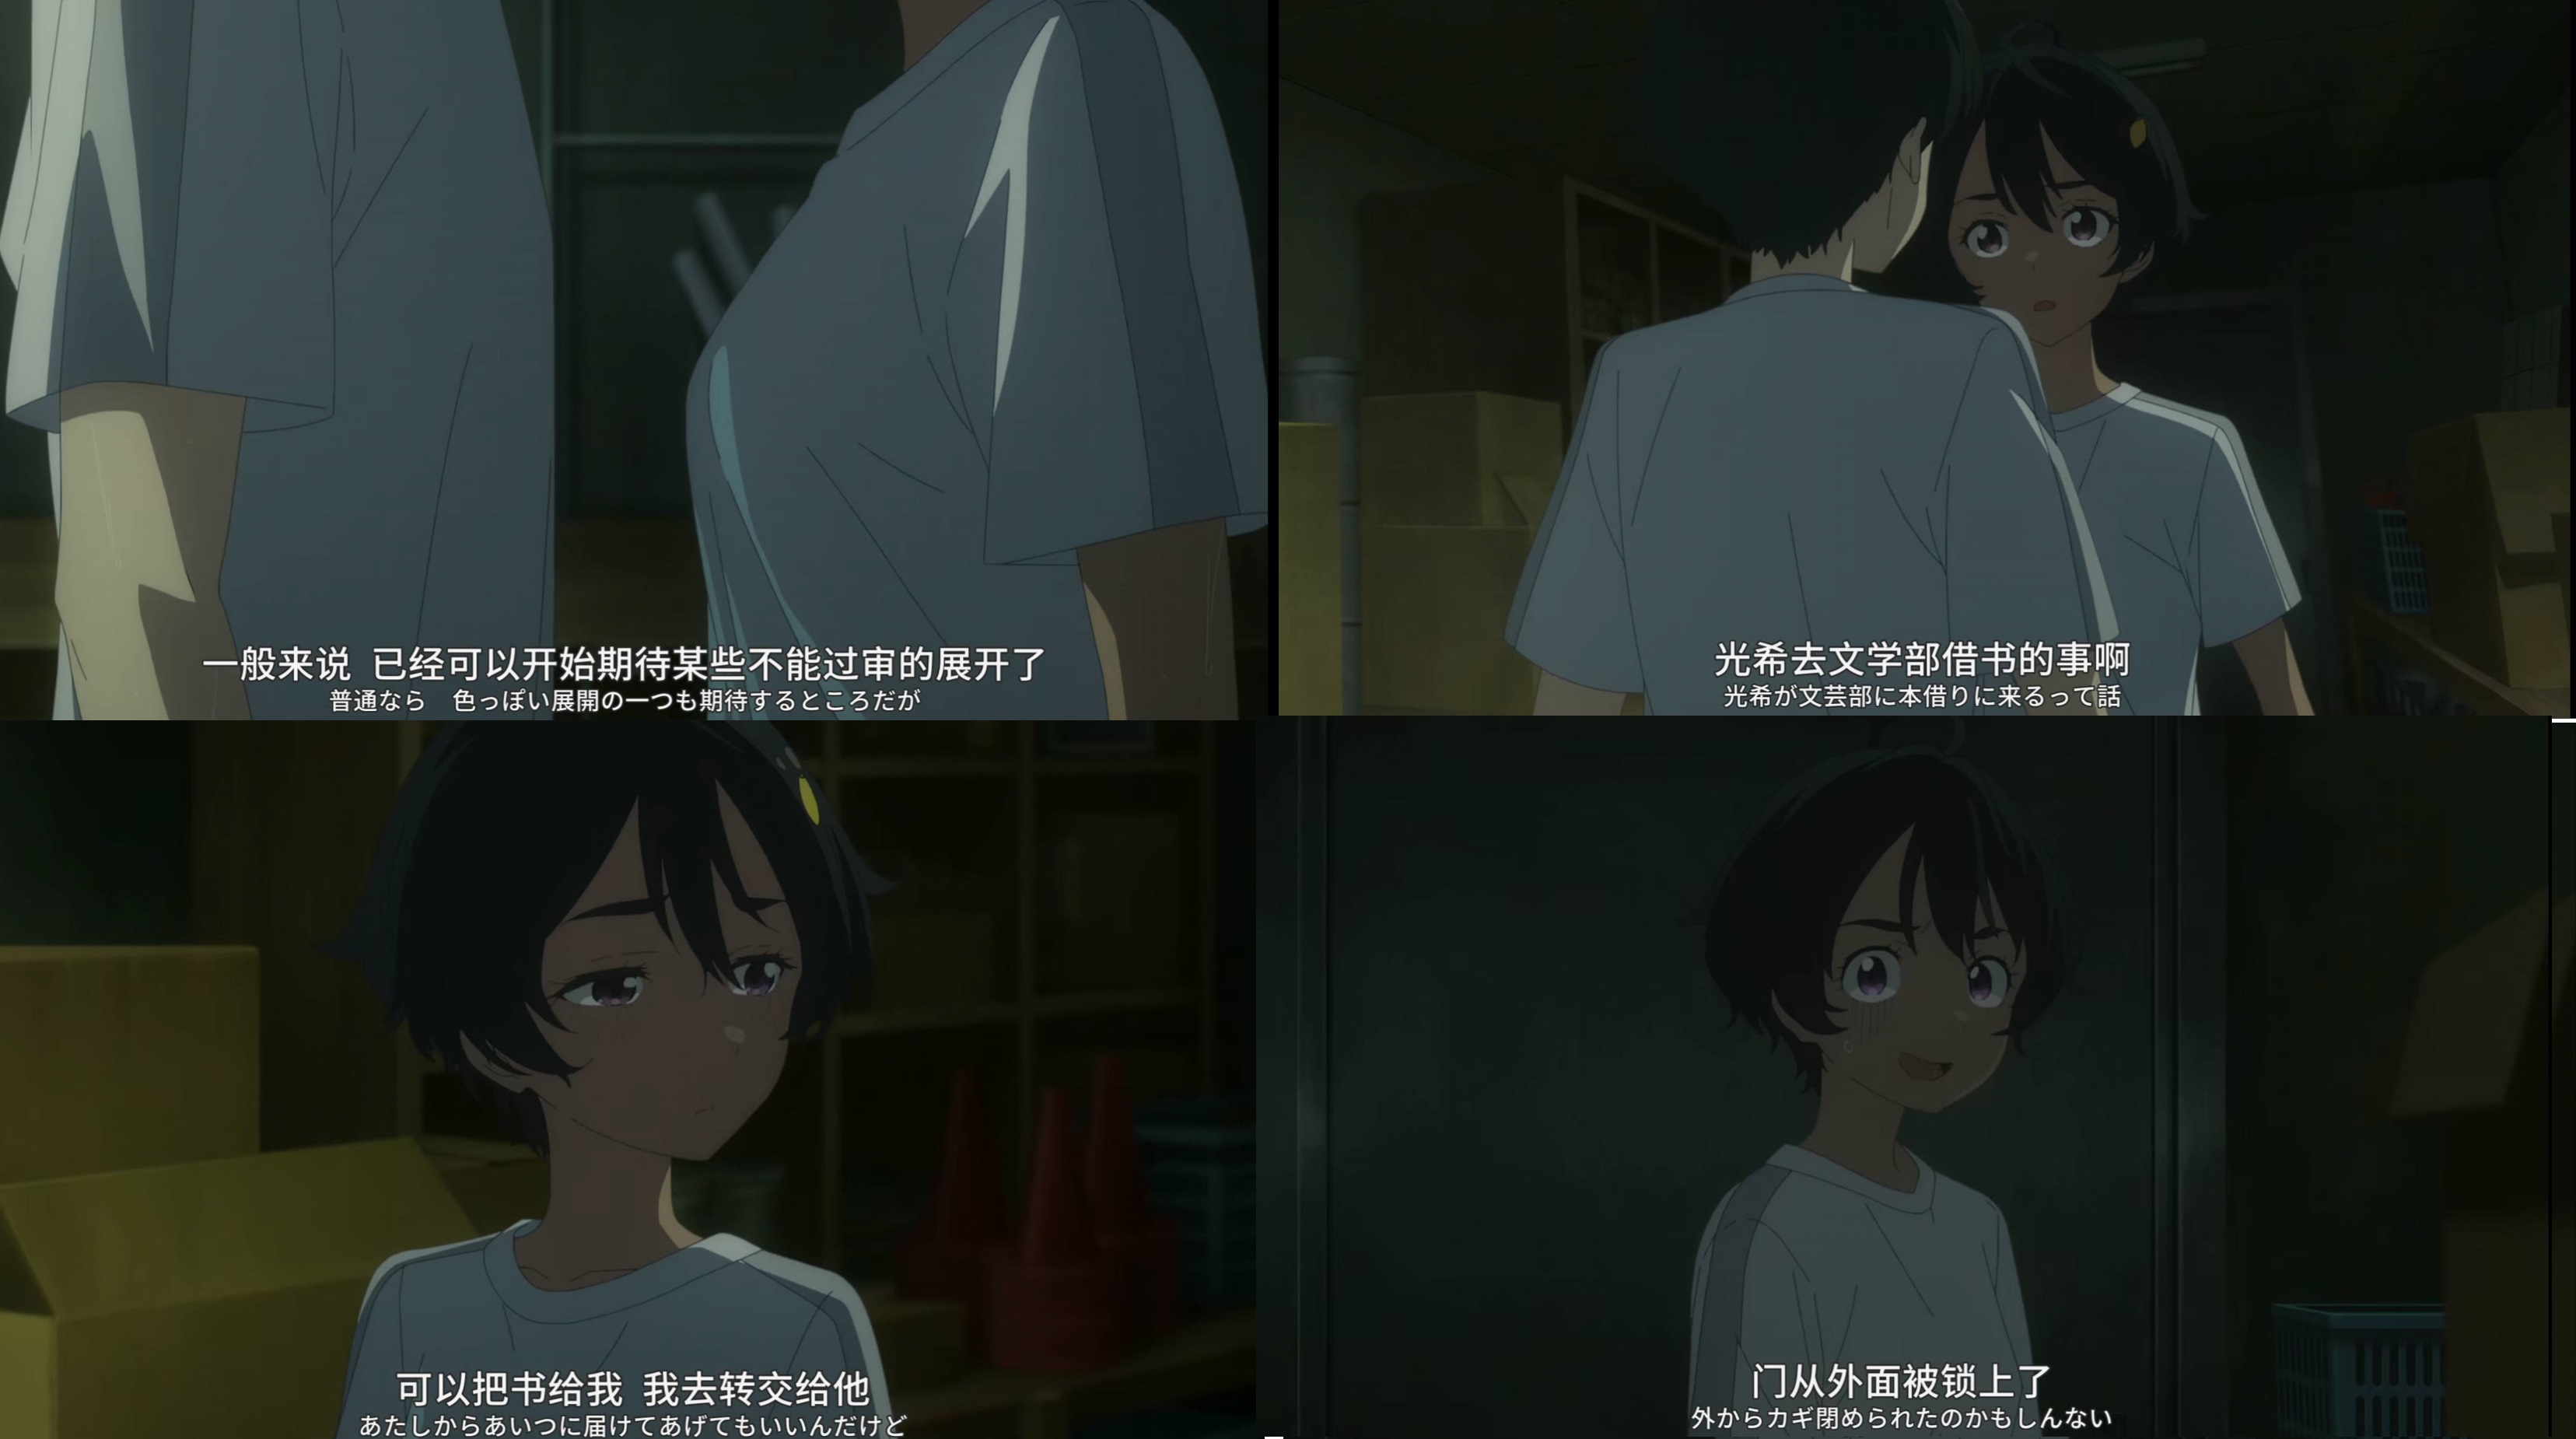 一般来说 已经可以开始期待某些不能过审的展开了
普通なら 色っぽい展開の一つも期待するところだが
光希去文学部借书的事啊
光希が文芸部に本借りに来るって話
可以把书给我 我去转交给他
あたしからあいつに届けてあげてもいいんだけど
门从外面被锁上了
外からカギ閉められたのかもしんない